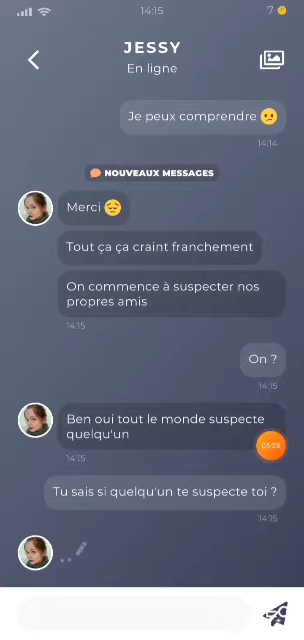 14:15
7
JESSY
En ligne
Je peux comprendre
14:14
NOUVEAUX MESSAGES
Merci
Tout ça ça craint franchement
On commence à suspecter nos
propres amis
14:15
On ?
14:15
Ben oui tout le monde suspecte
quelqu'un
05:28
14:15
Tu sais si quelqu'un te suspecte toi ?
14:15